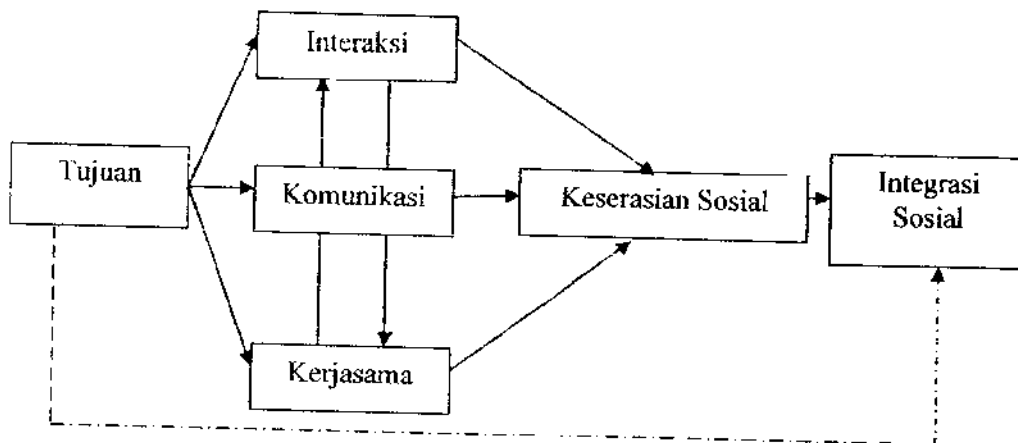 Interaksi
Tujuan
Komunikasi
Keserasian Sosial
Integrasi
Sosial
Kerjasama